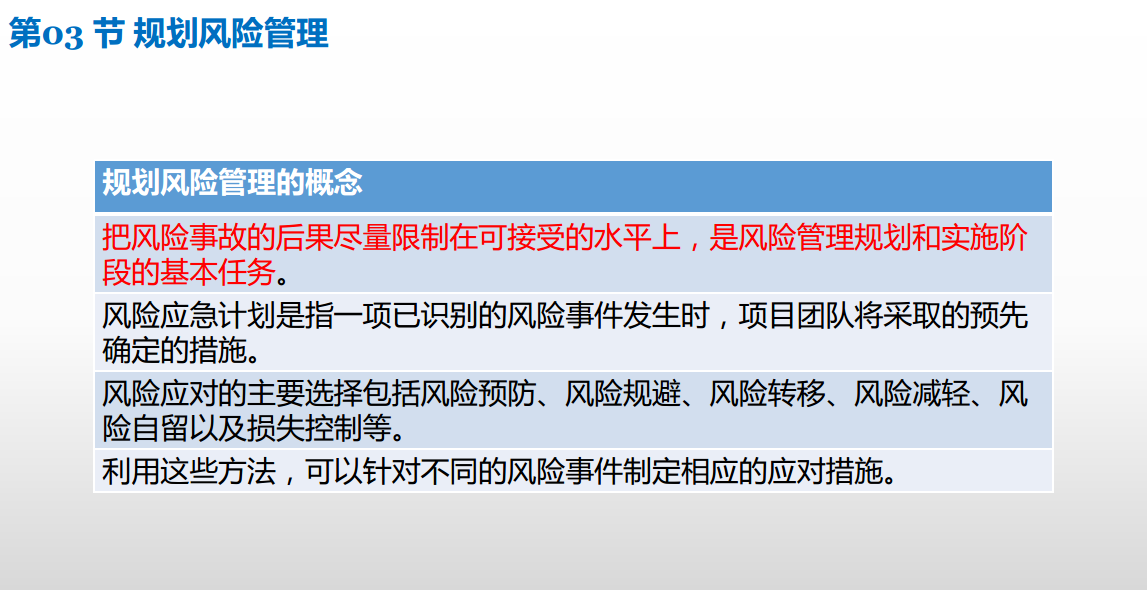 第03 节 规划风险管理
规划风险管理的概念
把风险事故的后果尽量限制在可接受的水平上，是风险管理规划和实施阶
段的基本任务。
风险应急计划是指一项已识别的风险事件发生时，项目团队将采取的预先
确定的措施。
风险应对的主要选择包括风险预防、风险规避、风险转移、风险减轻、风
险自留以及损失控制等。
利用这些方法，可以针对不同的风险事件制定相应的应对措施。